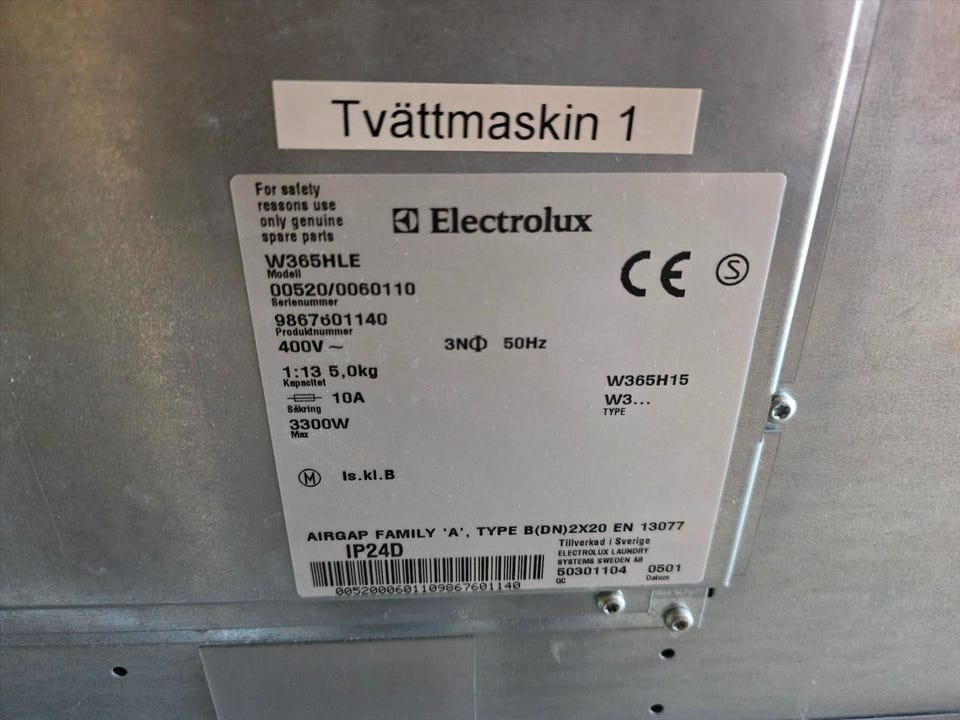 Tvättmaskin 1
For safety
reasons use
only genuine
spare parts
Electrolux
W365HLE
Modell
00520/0060110
Serienummer
9867601140
Produktnummer
400V ~ 3NΦ 50Hz
1:13 5,0kg
Kapacitet
10A
Säkring
3300W
Max
CE S
W365H15
W3...
TYPE
M Is.kl.B
AIRGAP FAMILY 'A', TYPE B(DN)2X20 EN 13077
IP24D
Tillverkad i Sverige
ELECTROLUX LAUNDRY
SYSTEMS SWEDEN AB
50301104 0501
QC Datum
0052000601109867601140